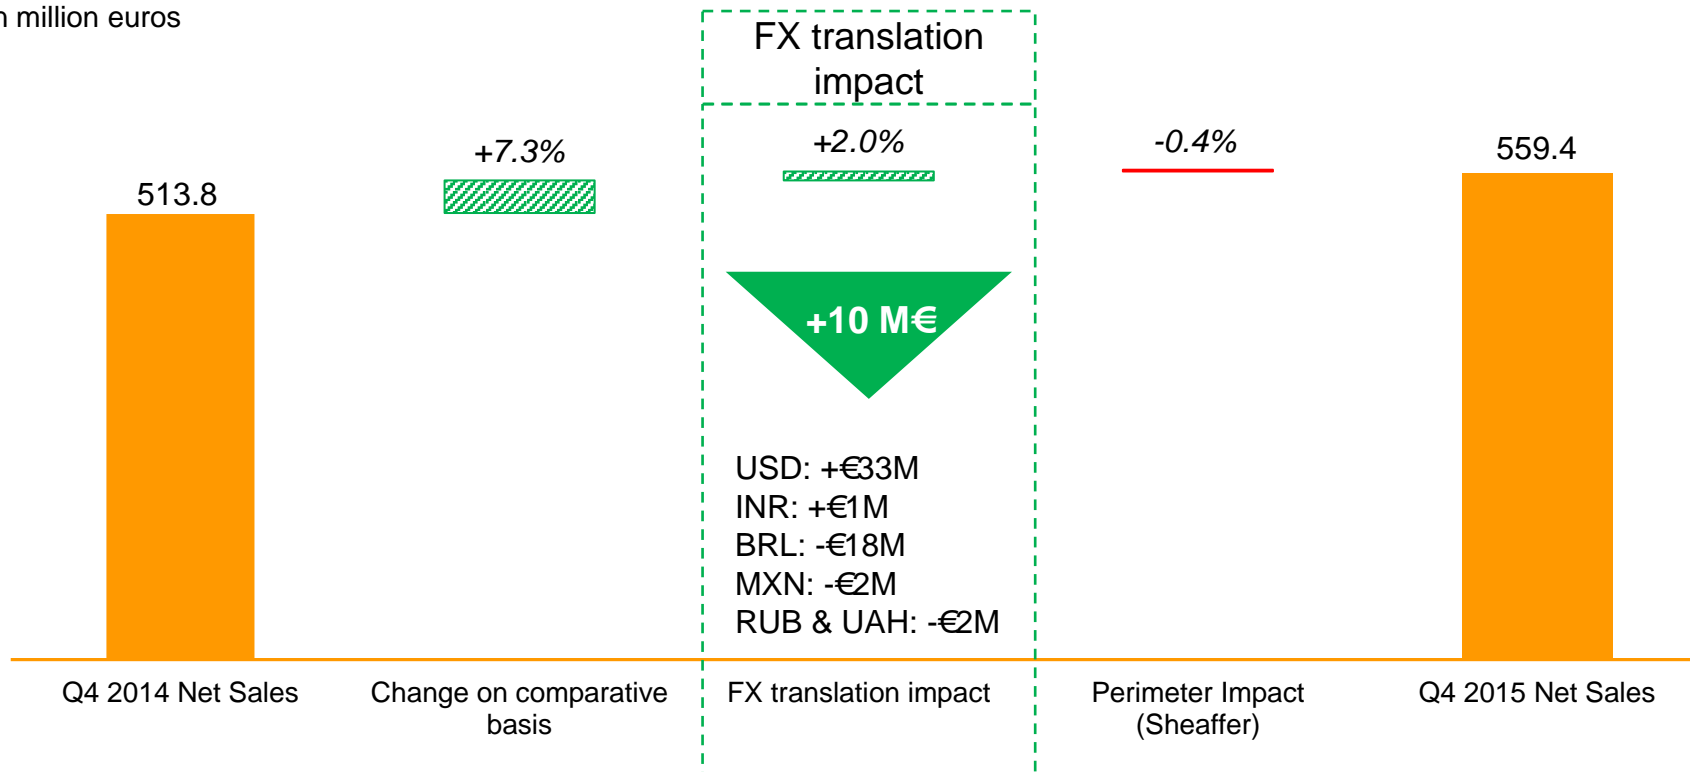 million euros
FX translation
impact
+7.3%
+2.0%
-0.4%
559.4
513.8
+10 M€
USD: +€33M
INR: +€1M
BRL: -€18M
MXN: -€2M
RUB & UAH: -€2M
Q4 2014 Net Sales
Change on comparative
basis
FX translation impact
Perimeter Impact
(Sheaffer)
Q4 2015 Net Sales